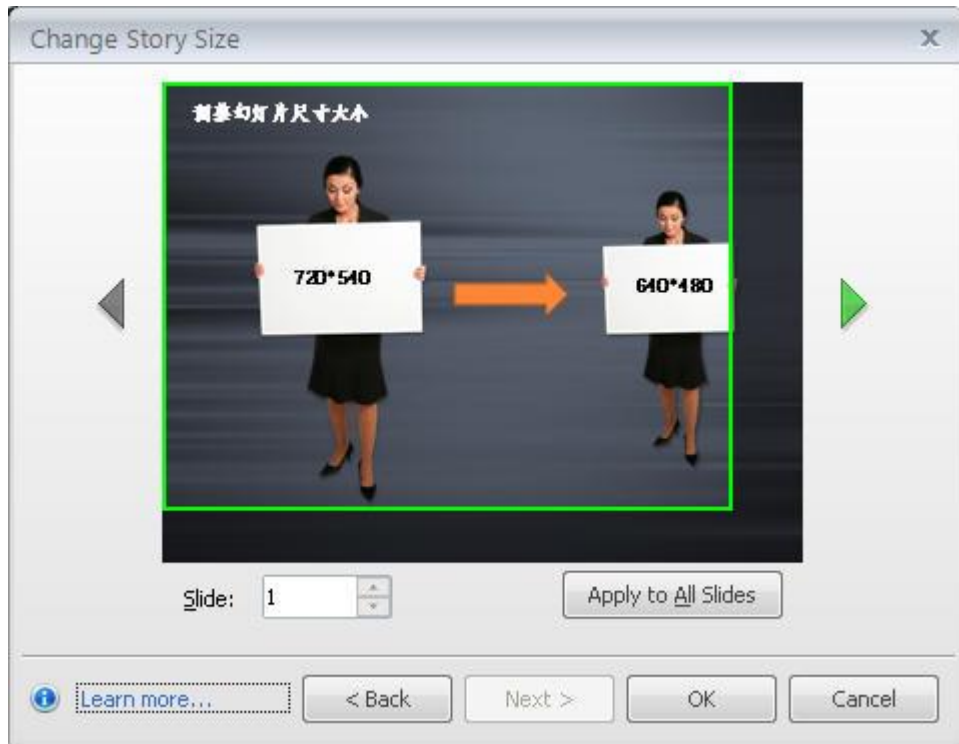 Change Story Size
调整幻灯片尺寸大小
720*540
640*480
Slide:
1
Apply to All Slides
Learn more...
< Back
Next >
OK
Cancel